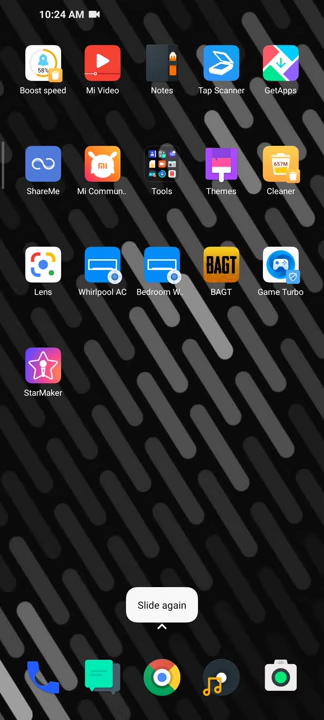 10:24 AM
58%
Boost speed
Mi Video
Notes
Tap Scanner
GetApps
657M
ShareMe
Mi Commun..
Tools
Themes
Cleaner
BAGT
Lens
Whirlpool AC
Bedroom W..
BAGT
Game Turbo
StarMaker
Slide again